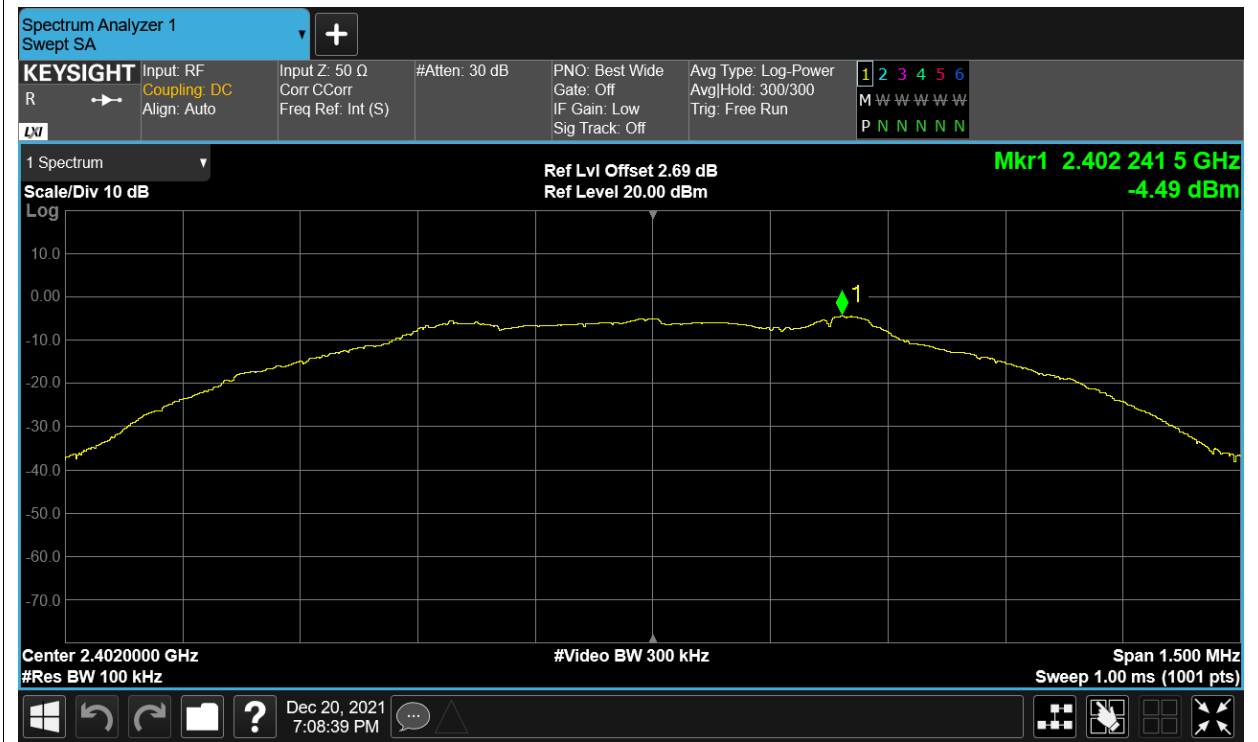 Spectrum Analyzer 1
Swept SA
KEYSIGHT
R
LXI
Input: RF
Coupling: DC
Align: Auto
Input Z: 50 Ω
Corr CCorr
Freq Ref: Int (S)
#Atten: 30 dB
PNO: Best Wide
Gate: Off
IF Gain: Low
Sig Track: Off
Avg Type: Log-Power
Avg|Hold: 300/300
Trig: Free Run
1 2 3 4 5 6
M W W W W W
P N N N N N
1 Spectrum
Scale/Div 10 dB
Ref Lvl Offset 2.69 dB
Ref Level 20.00 dBm
Mkr1 2.402 241 5 GHz
-4.49 dBm
Log
10.0
0.00
1
-10.0
-20.0
-30.0
-40.0
-50.0
-60.0
-70.0
Center 2.4020000 GHz
#Video BW 300 kHz
Span 1.500 MHz
#Res BW 100 kHz
Sweep 1.00 ms (1001 pts)
?
Dec 20, 2021
7:08:39 PM